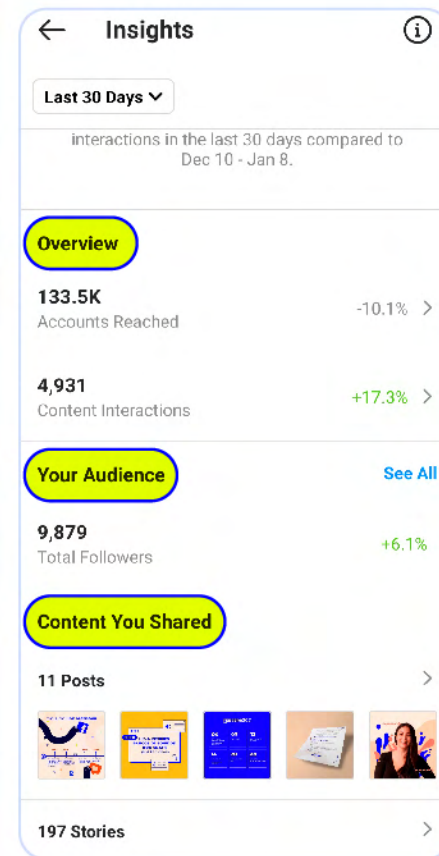 Insights
Last 30 Days
interactions in the last 30 days compared to
Dec 10 - Jan 8.
Overview
133.5K
Accounts Reached
-10.1%
4,931
Content Interactions
+17.3%
Your Audience
See All
9,879
Total Followers
+6.1%
Content You Shared
11 Posts
197 Stories